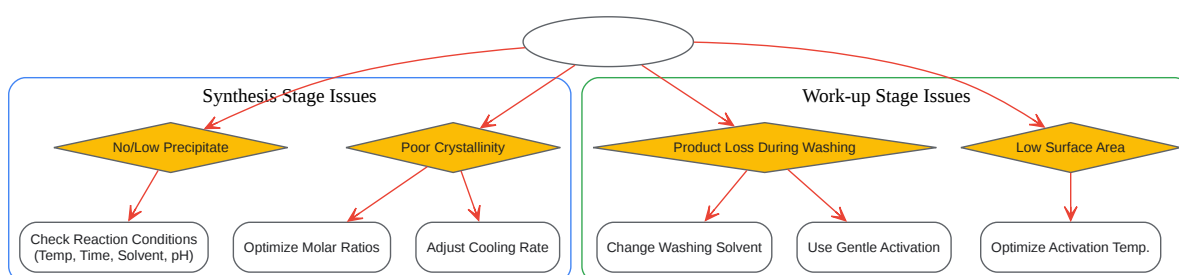 Synthesis Stage Issues
Work-up Stage Issues
No/Low Precipitate
Poor Crystallinity
Product Loss During Washing
Low Surface Area
Check Reaction Conditions
(Temp, Time, Solvent, pH)
Optimize Molar Ratios
Adjust Cooling Rate
Change Washing Solvent
Use Gentle Activation
Optimize Activation Temp.